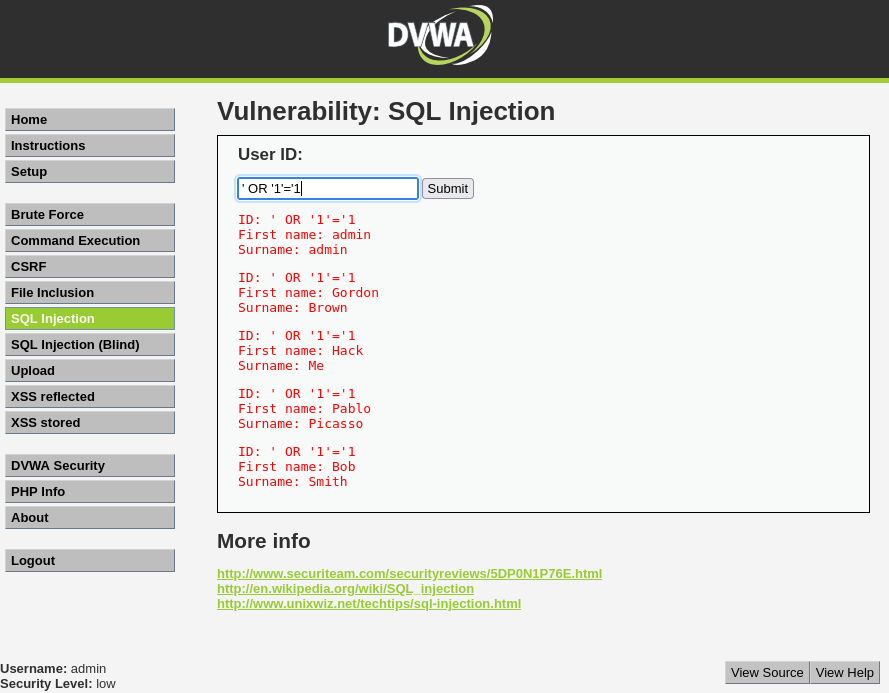 DVWA
Home
Instructions
Setup
Brute Force
Command Execution
CSRF
File Inclusion
SQL Injection
SQL Injection (Blind)
Upload
XSS reflected
XSS stored
DVWA Security
PHP Info
About
Logout
Vulnerability: SQL Injection
User ID:
' OR '1'='1 Submit
ID: ' OR '1'='1
First name: admin
Surname: admin
ID: ' OR '1'='1
First name: Gordon
Surname: Brown
ID: ' OR '1'='1
First name: Hack
Surname: Me
ID: ' OR '1'='1
First name: Pablo
Surname: Picasso
ID: ' OR '1'='1
First name: Bob
Surname: Smith
More info
http://www.securiteam.com/securityreviews/5DP0N1P76E.html
http://en.wikipedia.org/wiki/SQL_injection
http://www.unixwiz.net/techtips/sql-injection.html
Username: admin
Security Level: low
View Source View Help